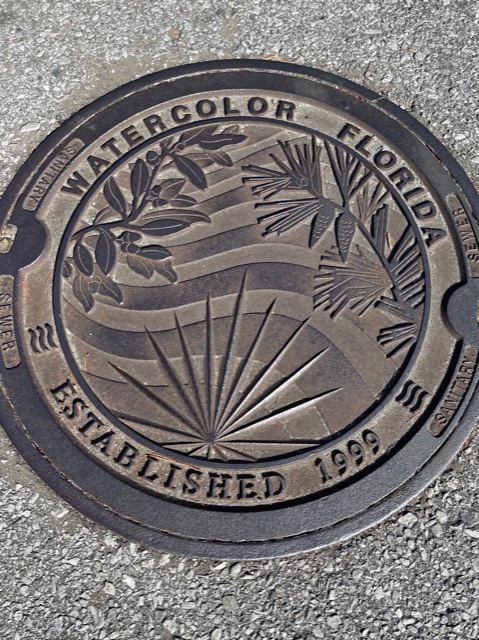 WATERCOLOR FLORIDA
ESTABLISHED 1999
SANITARY
SEWER
SANITARY
SEWER